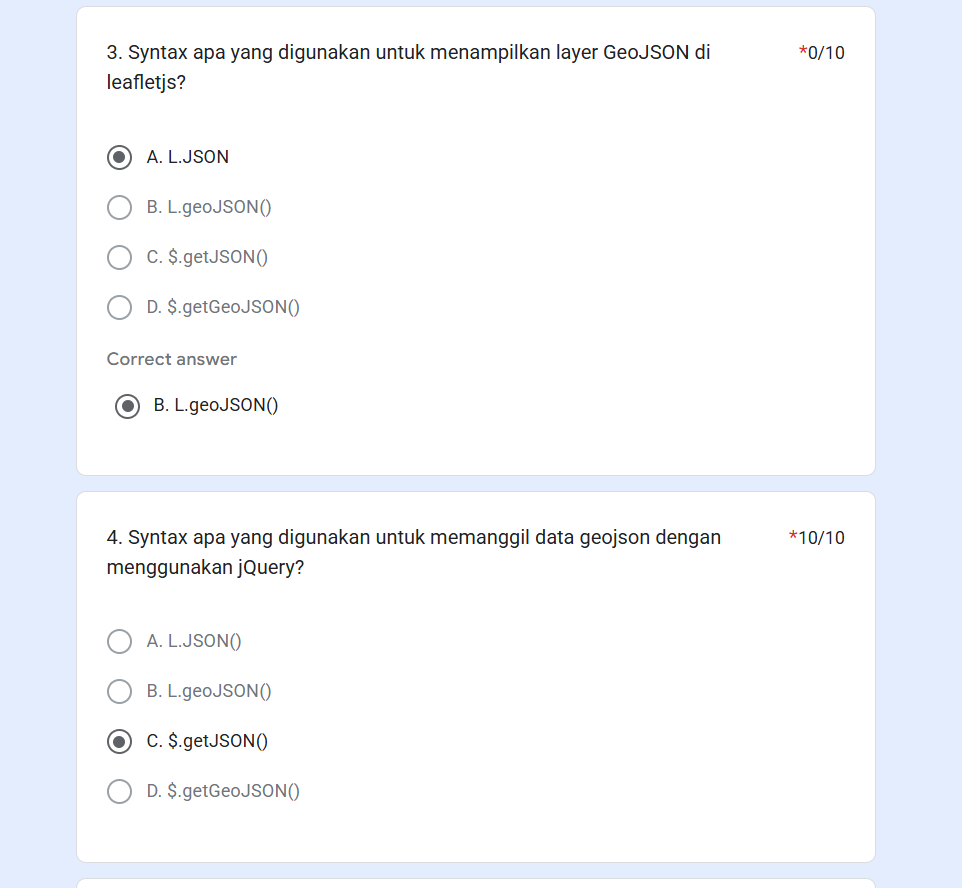 3. Syntax apa yang digunakan untuk menampilkan layer GeoJSON di
leafletjs?
*0/10
A. L.JSON
B. L.geoJSON()
C. $.getJSON()
D. $.getGeoJSON()
Correct answer
B. L.geoJSON()
4. Syntax apa yang digunakan untuk memanggil data geojson dengan
menggunakan jQuery?
*10/10
A. L.JSON()
B. L.geoJSON()
C. $.getJSON()
D. $.getGeoJSON()